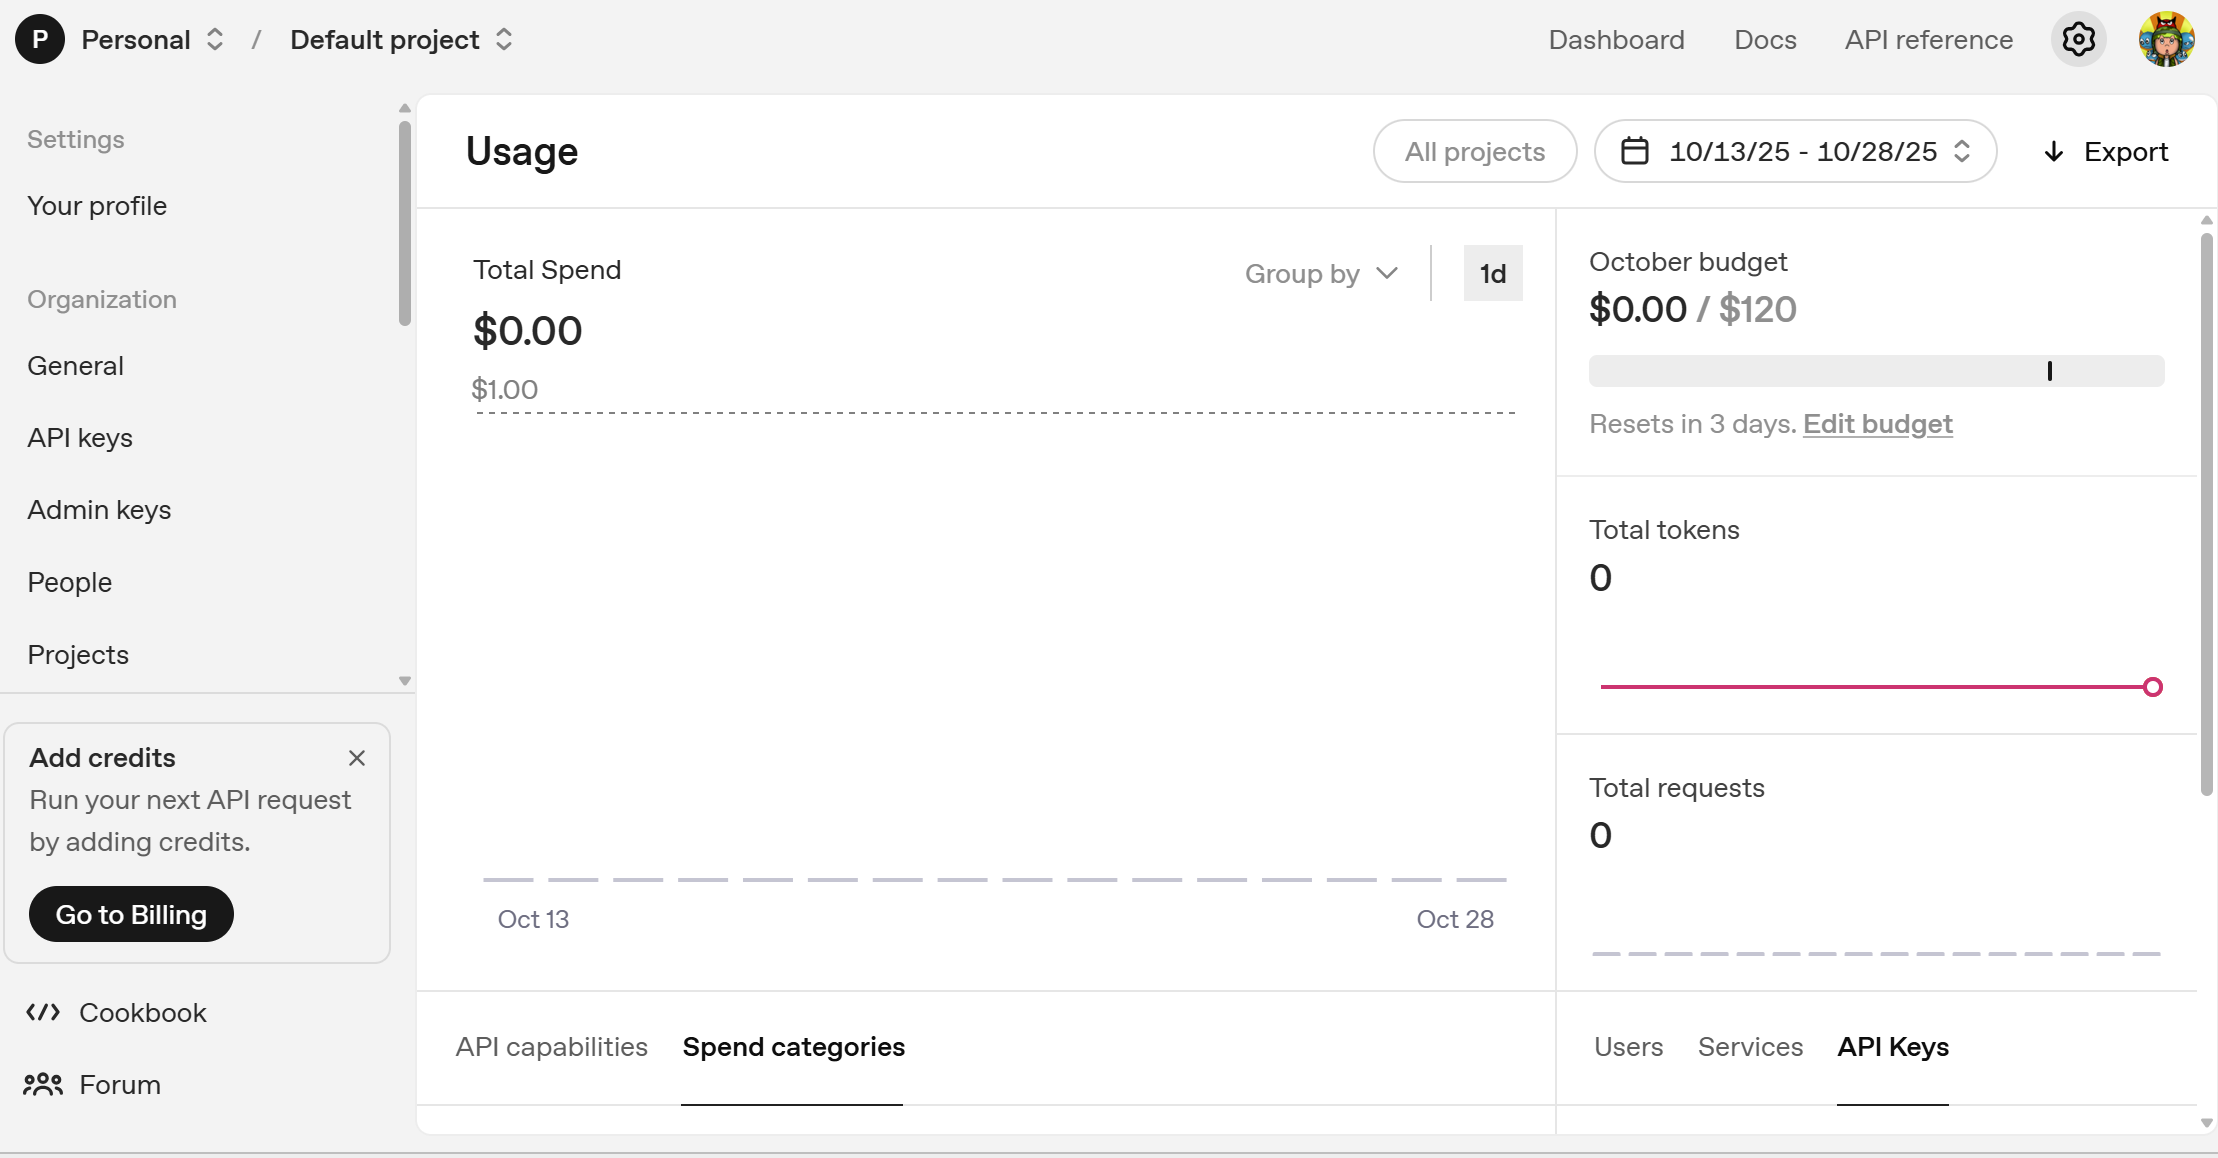 P Personal / Default project
Dashboard Docs API reference
Settings
Your profile
Organization
General
API keys
Admin keys
People
Projects
Add credits
Run your next API request
by adding credits.
Go to Billing
Cookbook
Forum
Usage
All projects
10/13/25 - 10/28/25
Export
Total Spend
$0.00
Group by
1d
$1.00
Oct 13
Oct 28
October budget
$0.00 / $120
Resets in 3 days. Edit budget
Total tokens
0
Total requests
0
API capabilities Spend categories
Users Services API Keys